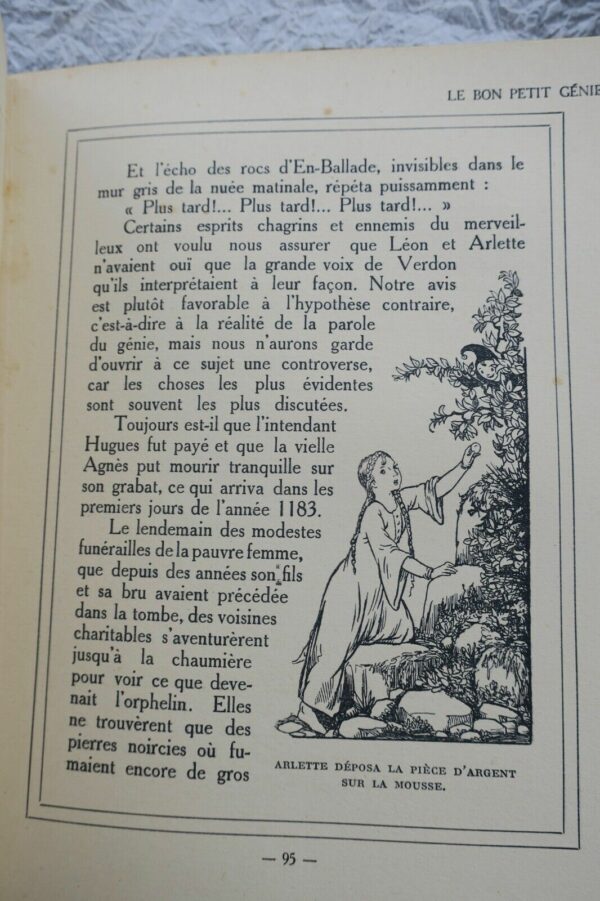 LE BON PETIT GÉNIE
Et l'écho des rocs d'En-Ballade, invisibles dans le
mur gris de la nuée matinale, répéta puissamment :
« Plus tard!... Plus tard!... Plus tard!... »
Certains esprits chagrins et ennemis du merveil-
leux ont voulu nous assurer que Léon et Arlette
n'avaient ouï que la grande voix de Verdon
qu'ils interprétaient à leur façon. Notre avis
est plutôt favorable à l'hypothèse contraire,
c'est-à-dire à la réalité de la parole
du génie, mais nous n'aurons garde
d'ouvrir à ce sujet une controverse,
car les choses les plus évidentes
sont souvent les plus discutées.
Toujours est-il que l'intendant
Hugues fut payé et que la vieille
Agnès put mourir tranquille sur
son grabat, ce qui arriva dans les
premiers jours de l'année 1183.
Le lendemain des modestes
funérailles de la pauvre femme,
que depuis des années son fils
et sa bru avaient précédée
dans la tombe, des voisines
charitables s'aventurèrent
jusqu'à la chaumière
pour voir ce que deve-
nait l'orphelin. Elles
ne trouvèrent que des
pierres noircies où fu-
maient encore de gros
ARLETTE DÉPOSA LA PIÈCE D'ARGENT
SUR LA MOUSSE.
— 95 —